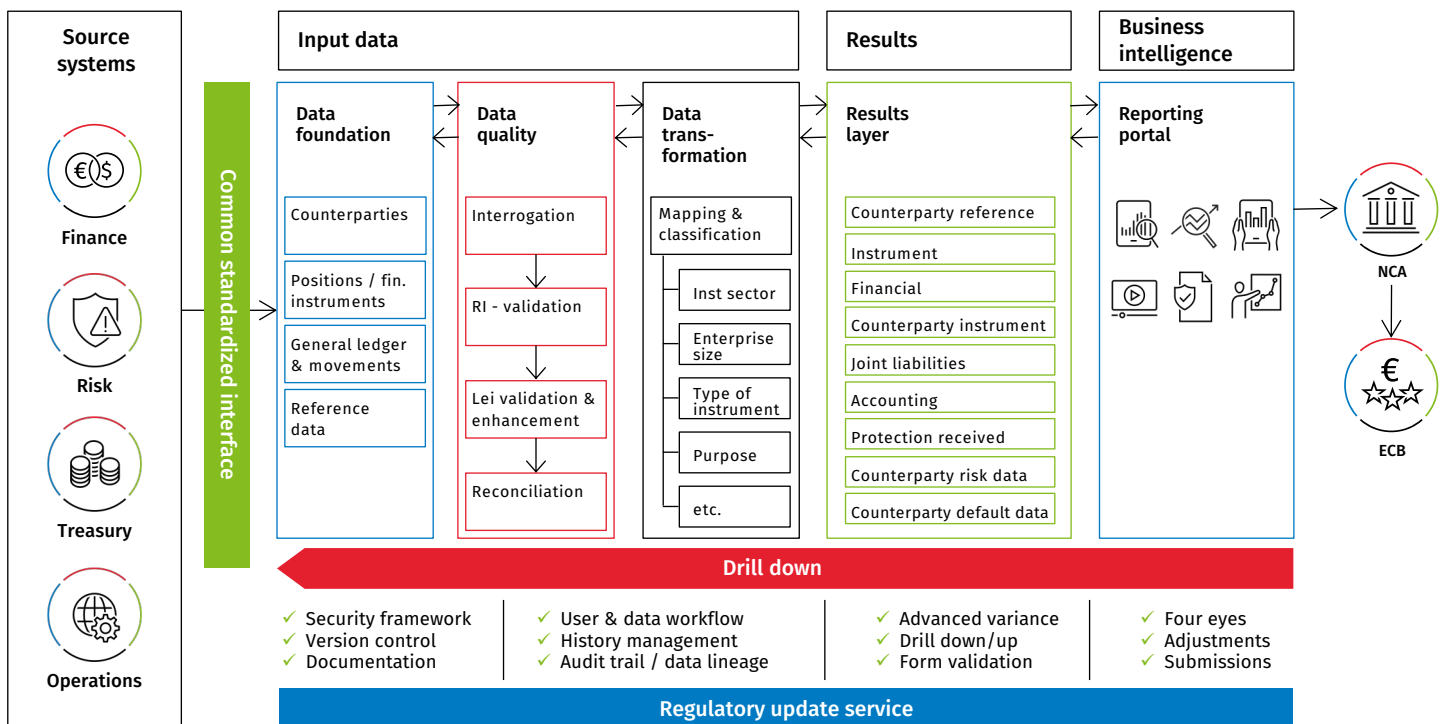 Source
systems
Finance
Risk
Treasury
Operations
Common standardized interface
Input data
Results
Business
intelligence
Data
foundation
Counterparties
Positions / fin.
instruments
General ledger
& movements
Reference
data
Data
quality
Interrogation
RI - validation
Lei validation &
enhancement
Reconciliation
Data
trans-
formation
Mapping &
classification
Inst sector
Enterprise
size
Type of
instrument
Purpose
etc.
Results
layer
Counterparty reference
Instrument
Financial
Counterparty instrument
Joint liabilities
Accounting
Protection received
Counterparty risk data
Counterparty default data
Reporting
portal
NCA
€
ECB
€
$
Drill down
Security framework
Version control
Documentation
User & data workflow
History management
Audit trail / data lineage
Advanced variance
Drill down/up
Form validation
Four eyes
Adjustments
Submissions
Regulatory update service